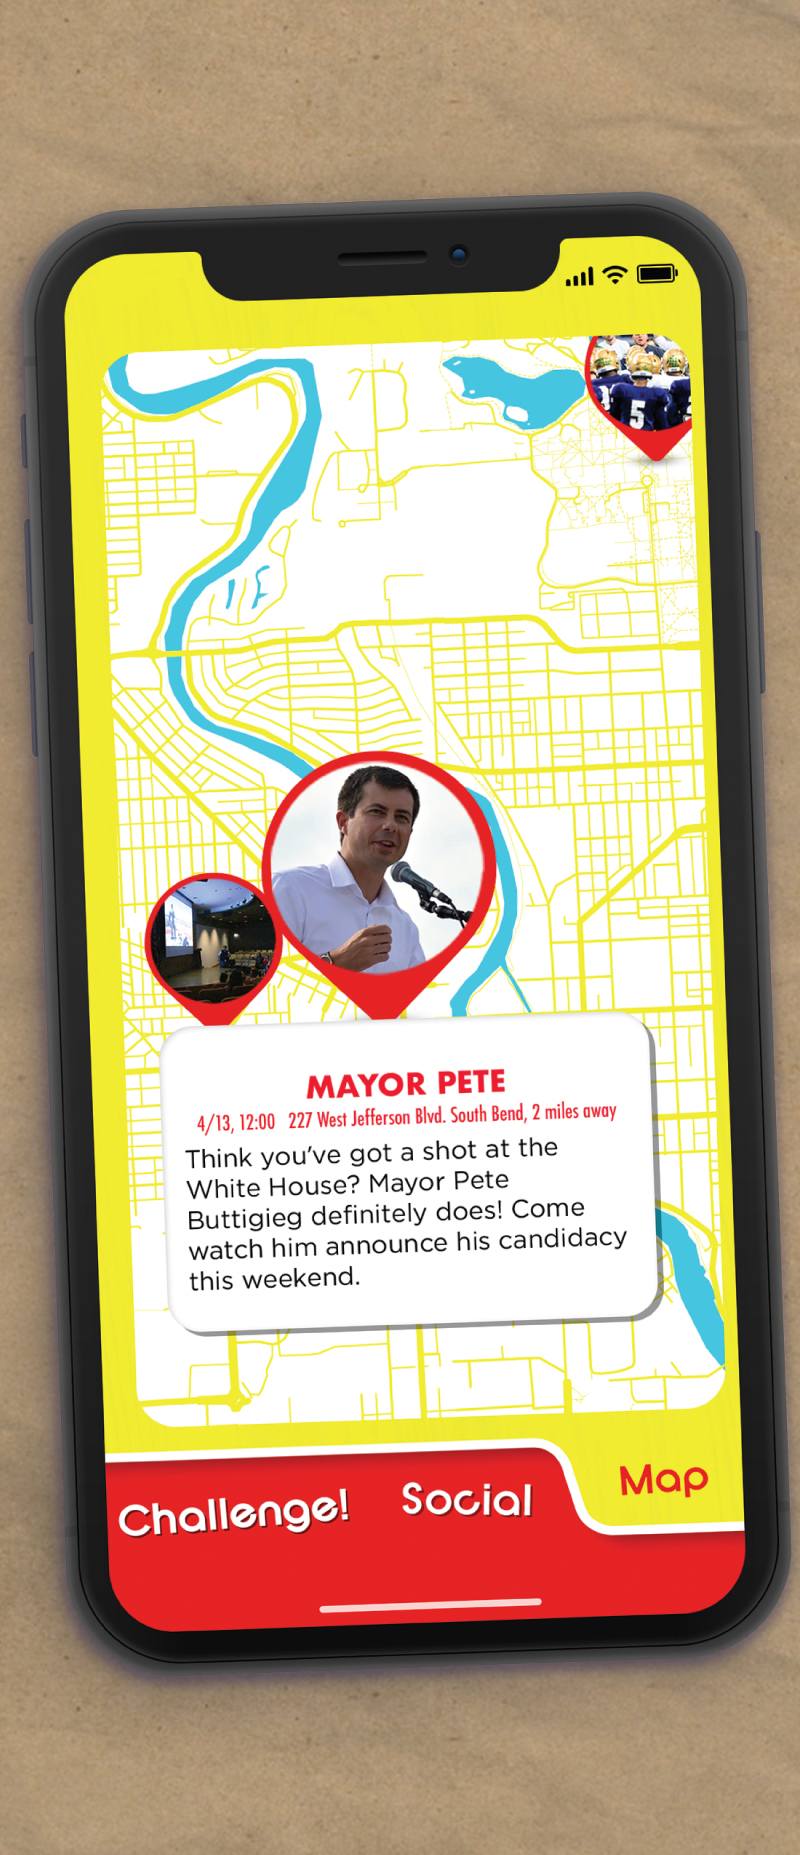 5
MAYOR PETE
4/13, 12:00 227 West Jefferson Blvd. South Bend, 2 miles away
Think you've got a shot at the
White House? Mayor Pete
Buttigieg definitely does! Come
watch him announce his candidacy
this weekend.
Challenge! Social Map